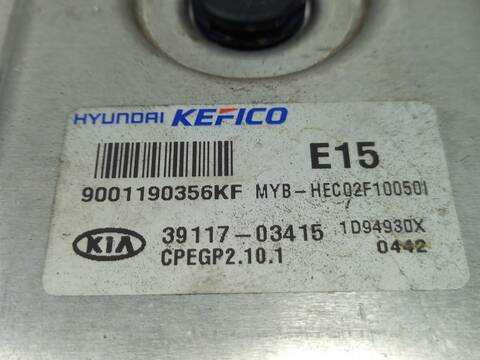 HYUNDAI KEFICO
E15
9001190356KF MYB-HEC02F10050I
KIA 39117-03415 1D94930X
CPEGP2.10.1 0442